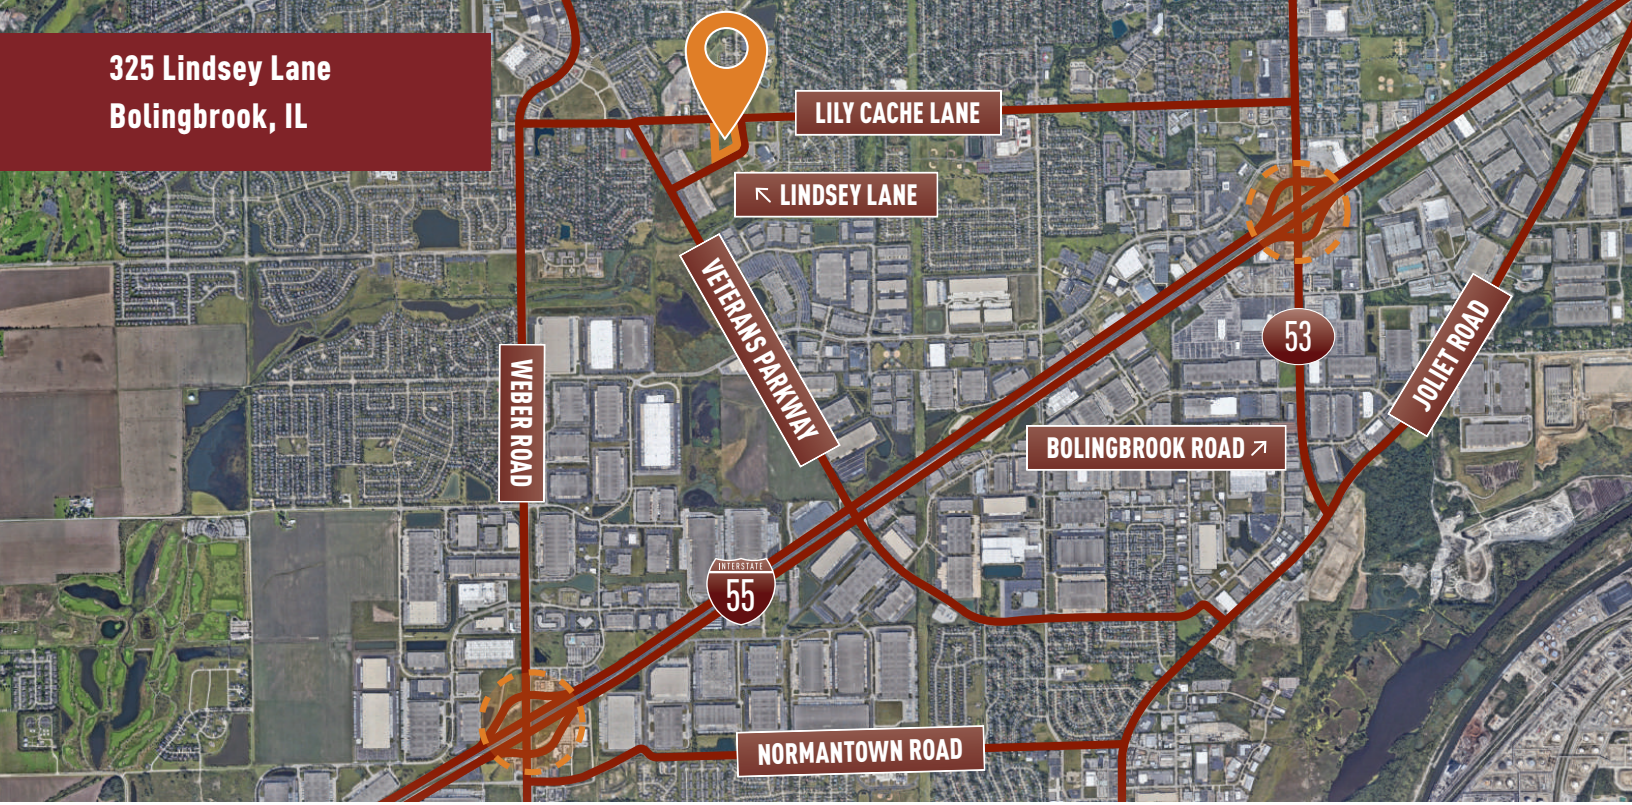 325 Lindsey Lane
Bolingbrook, IL
LILY CACHE LANE
↖ LINDSEY LANE
VETERANS PARKWAY
53
JOLIET ROAD
WEBER ROAD
BOLINGBROOK ROAD ↗
INTERSTATE
55
NORMANTOWN ROAD